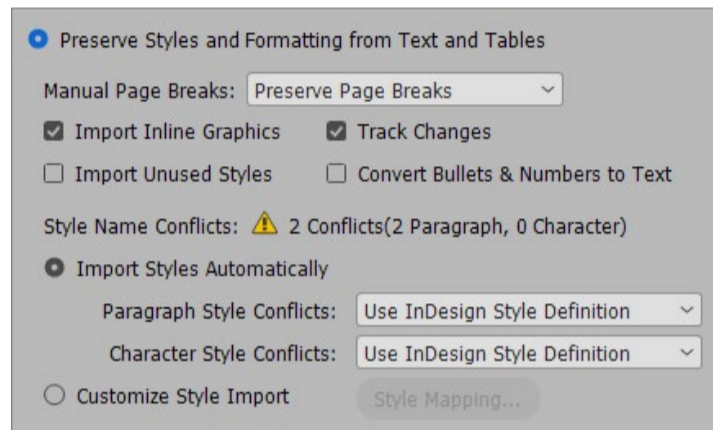 Preserve Styles and Formatting from Text and Tables
Manual Page Breaks: Preserve Page Breaks
Import Inline Graphics Track Changes
Import Unused Styles Convert Bullets & Numbers to Text
Style Name Conflicts: 2 Conflicts(2 Paragraph, 0 Character)
Import Styles Automatically
Paragraph Style Conflicts: Use InDesign Style Definition
Character Style Conflicts: Use InDesign Style Definition
Customize Style Import Style Mapping...